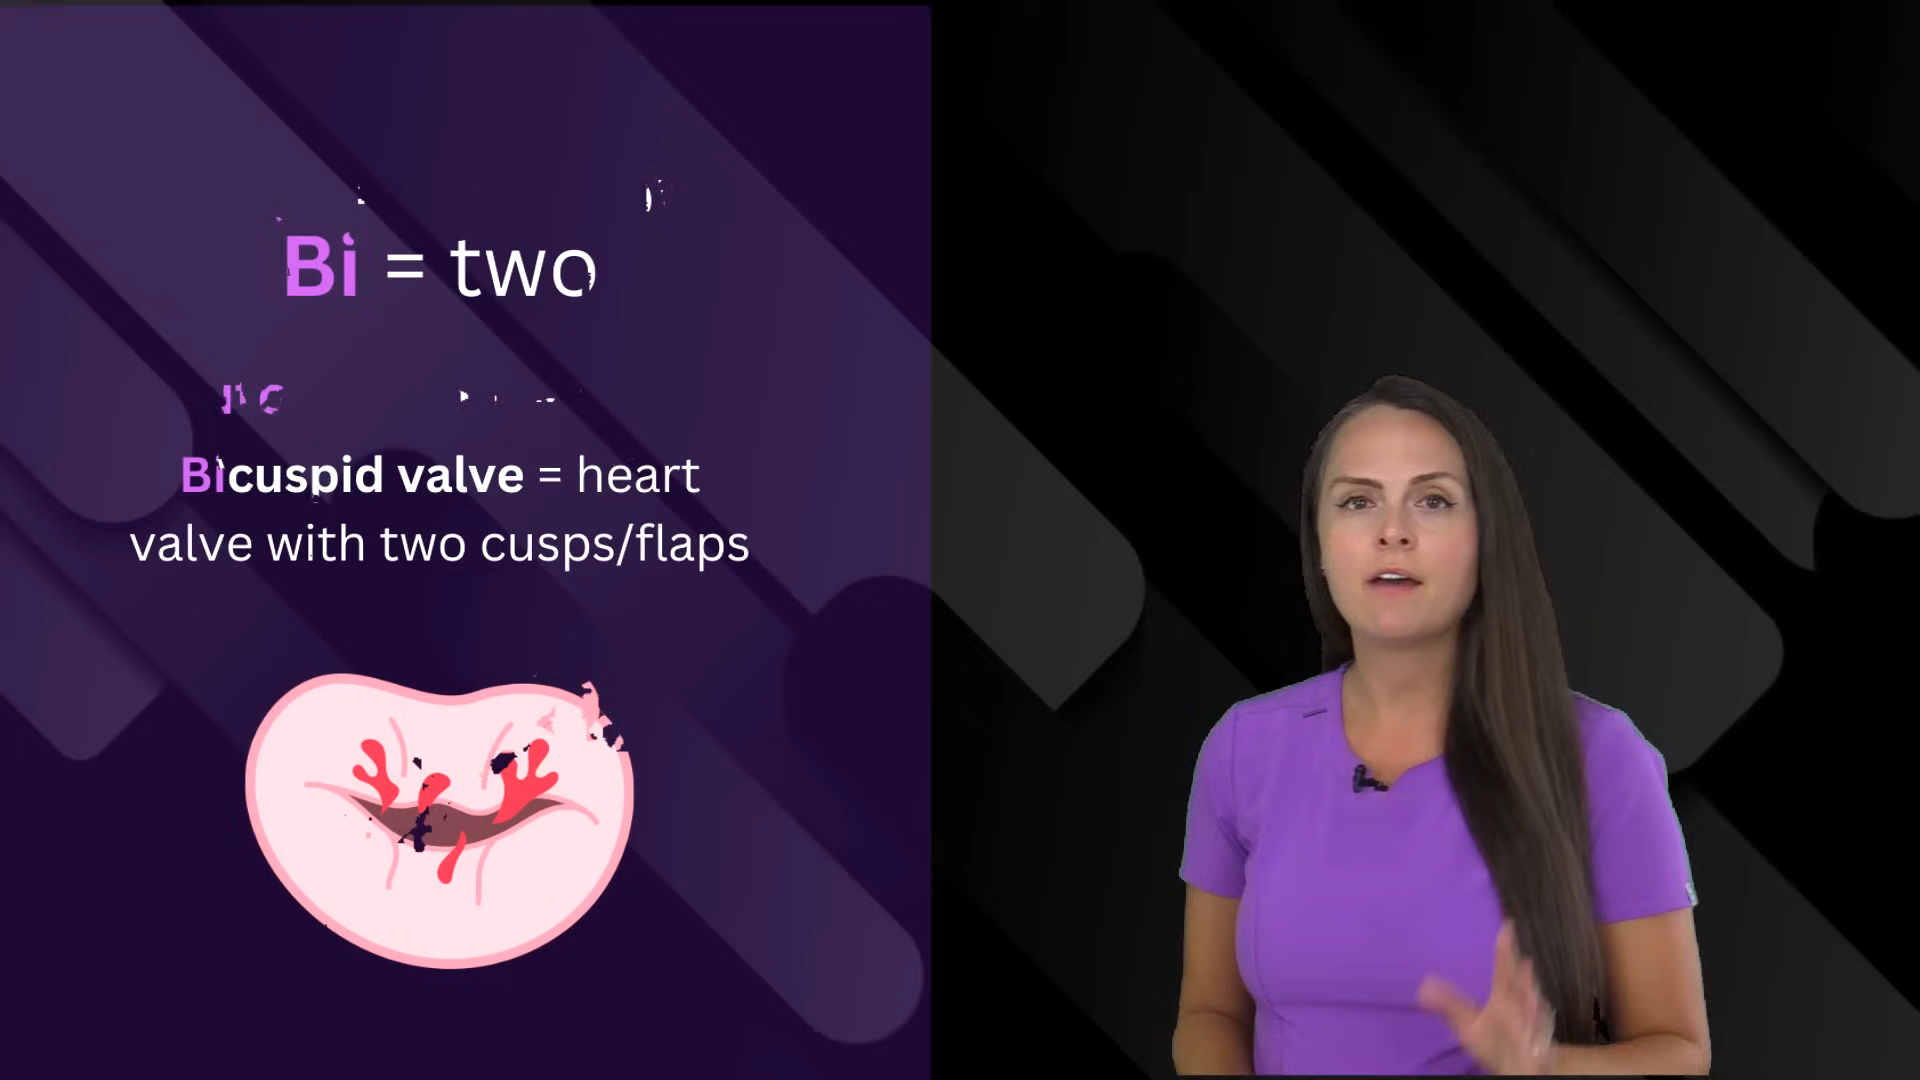 Bi = two
Bicuspid valve = heart
valve with two cusps/flaps